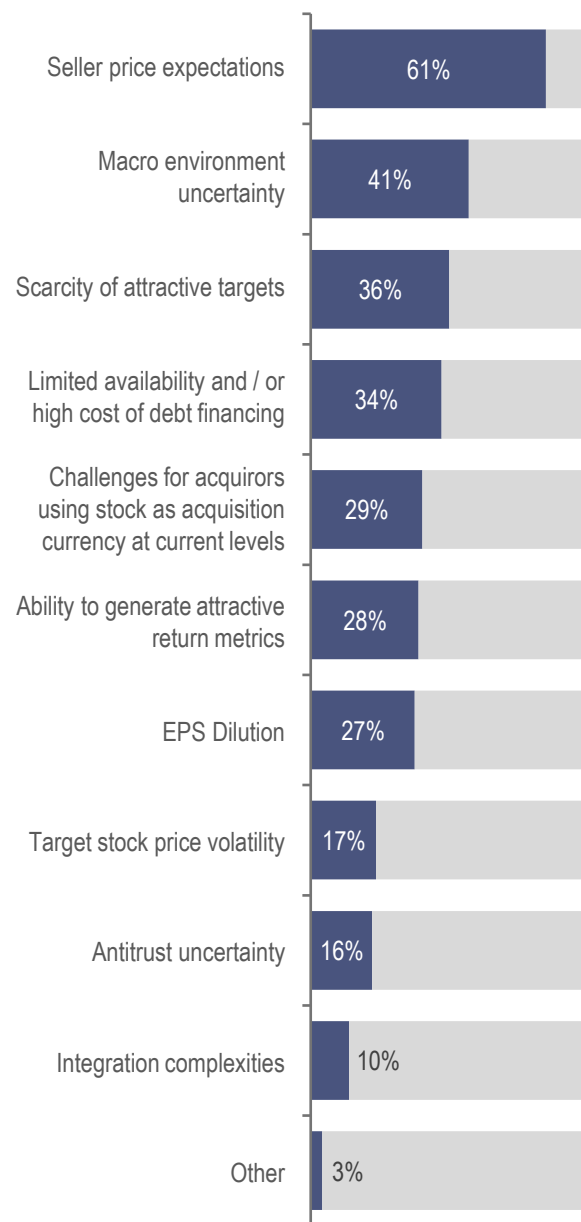 Seller price expectations
61%
Macro environment
uncertainty
41%
Scarcity of attractive targets
36%
Limited availability and / or
high cost of debt financing
34%
Challenges for acquirors
using stock as acquisition
currency at current levels
29%
Ability to generate attractive
return metrics
28%
EPS Dilution
27%
Target stock price volatility
17%
Antitrust uncertainty
16%
Integration complexities
10%
Other
3%